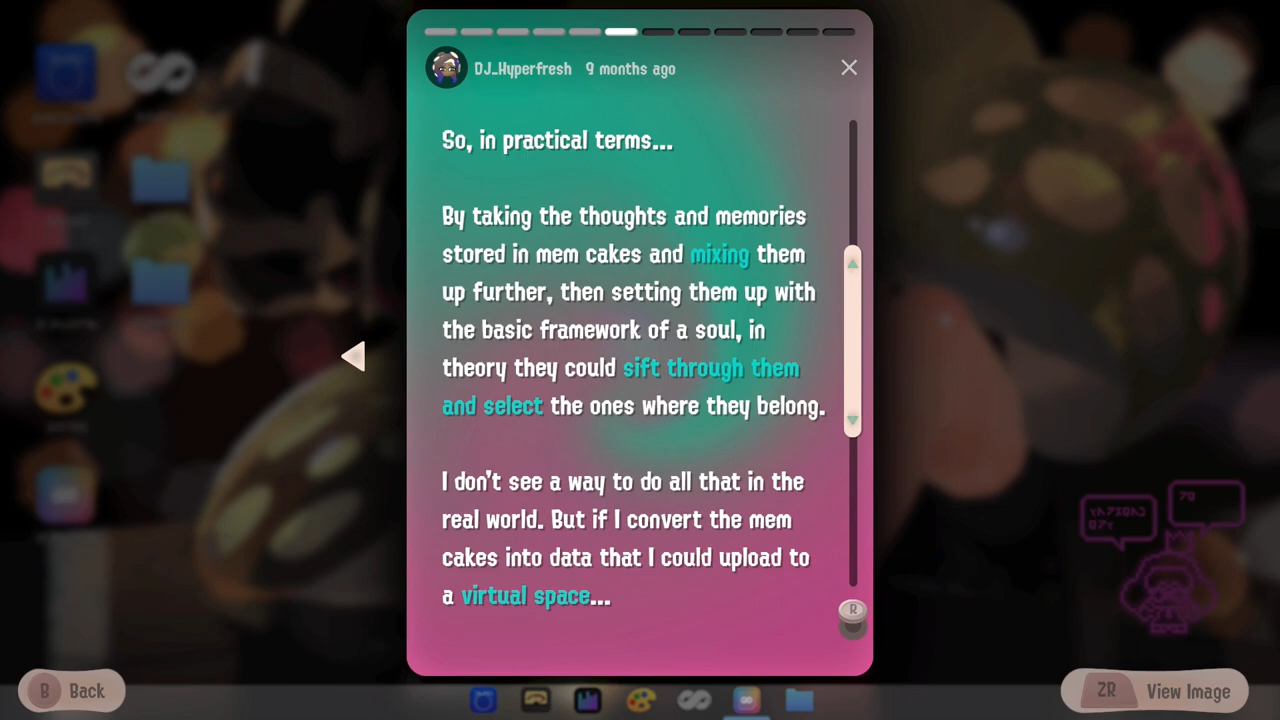 DJ_Hyperfresh 9 months ago
So, in practical terms...
By taking the thoughts and memories
stored in mem cakes and mixing them
up further, then setting them up with
the basic framework of a soul, in
theory they could sift through them
and select the ones where they belong.
I don't see a way to do all that in the
real world. But if I convert the mem
cakes into data that I could upload to
a virtual space...
R
B Back
ZR View Image